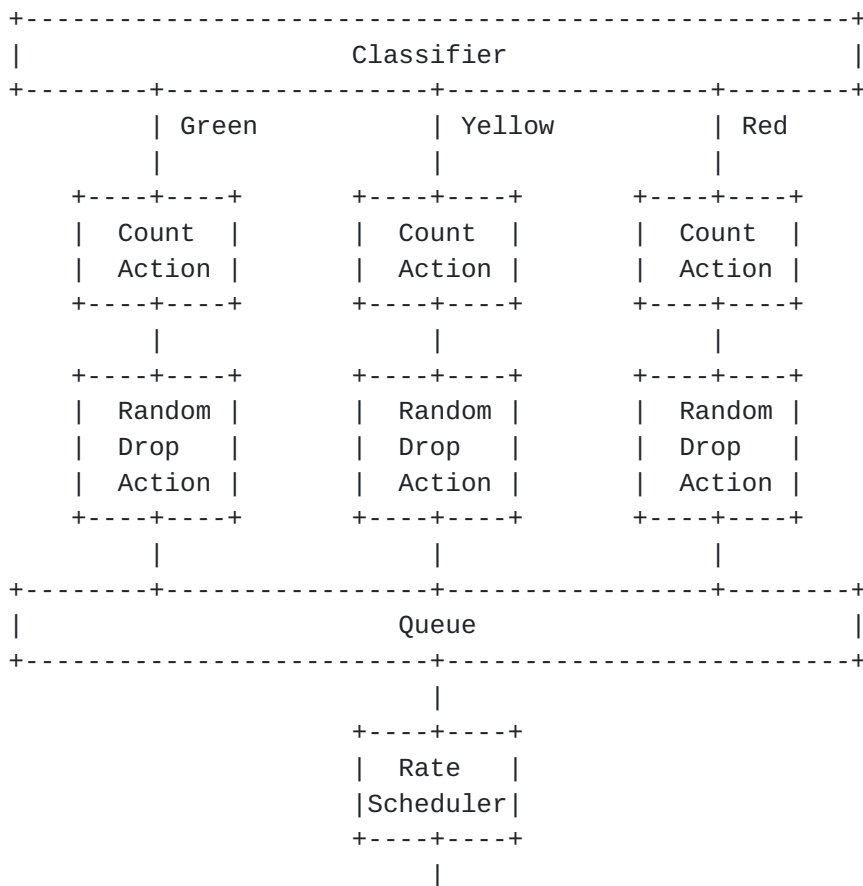 Classifier
Green Yellow Red
Count Count Count
Action Action Action
Random Random Random
Drop Drop Drop
Action Action Action
Queue
Rate
Scheduler